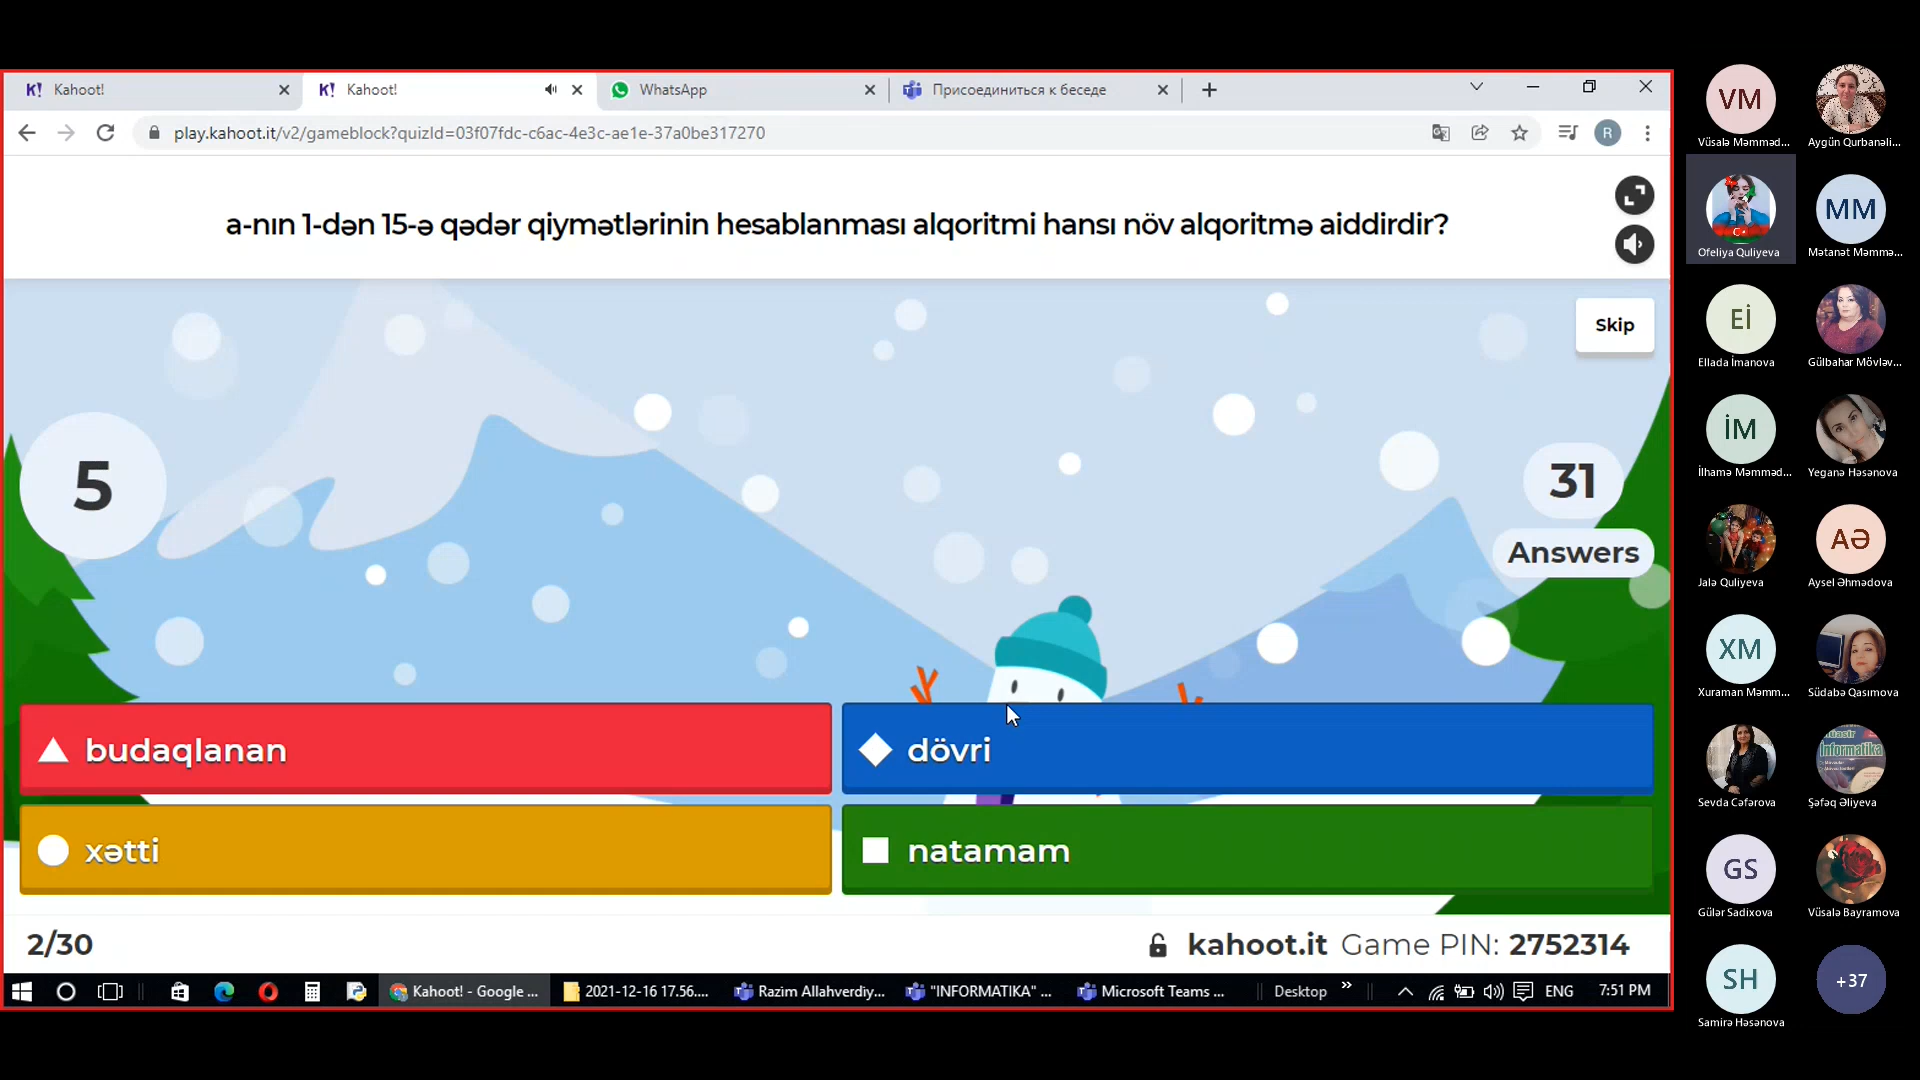 Kahoot!
Kahoot!
WhatsApp
Присоединиться к беседе
play.kahoot.it/v2/gameblock?quizId=03f07fdc-c6ac-4e3c-ae1e-37a0be317270
R
a-nın 1-dən 15-ə qədər qiymətlərinin hesablanması alqoritmi hansı növ alqoritmə aiddirdir?
Skip
5
31
Answers
budaqlanan
dövri
xətti
natamam
2/30
kahoot.it Game PIN: 2752314
Kahoot! - Google ...
2021-12-16 17.56....
Razim Allahverdiy...
"INFORMATIKA" ...
Microsoft Teams ...
Desktop
ENG
7:51 PM
VM
Vüsalə Məmməd...
Aygün Qurbanəli...
Ofeliya Quliyeva
MM
Mətanət Məmmə...
Eİ
Ellada İmanova
Gülbahar Mövləv...
İM
İlhamə Məmməd...
Yeganə Həsənova
Jalə Quliyeva
AƏ
Aysel Əhmədova
XM
Xuraman Məmm...
Südabə Qasımova
Sevda Cəfərova
İnformatika
Şəfəq Əliyeva
GS
Gülər Sadixova
Vüsalə Bayramova
SH
Samirə Həsənova
+37